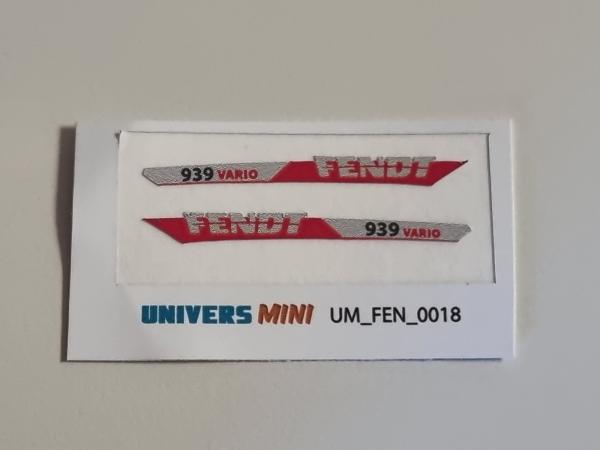 939 VARIO FENDT
FENDT 939 VARIO
UNIVERS MINI UM_FEN_0018